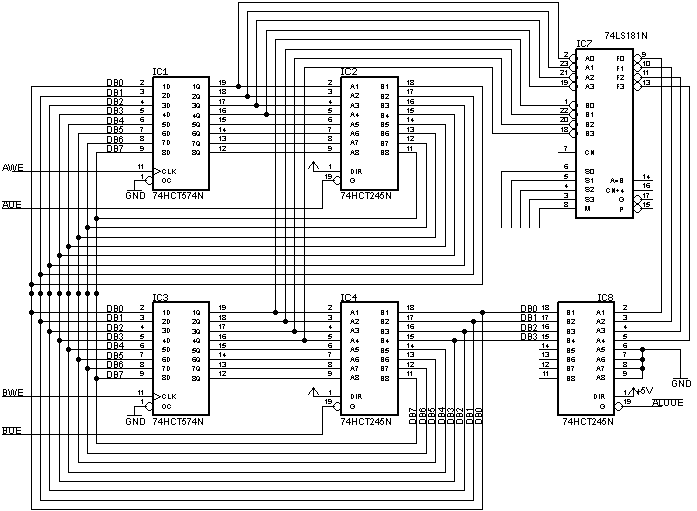 74LS181N
IC7
2 A0 F0 9
23 A1 F1 10
21 A2 F2 11
19 A3 F3 13
1 B0
22 B1
20 B2
18 B3
7 CN
6 S0
5 S1 A=B 14
4 S2 CN+4 16
3 S3 G 17
8 M P 15
IC1
DB0 2 1D 1Q 19
DB1 3 2D 2Q 18
DB2 4 3D 3Q 17
DB3 5 4D 4Q 16
DB4 6 5D 5Q 15
DB5 7 6D 6Q 14
DB6 8 7D 7Q 13
DB7 9 8D 8Q 12
AWE 11 CLK
1 OC
GND 74HCT574N
IC2
2 A1 B1 18
3 A2 B2 17
4 A3 B3 16
5 A4 B4 15
6 A5 B5 14
7 A6 B6 13
8 A7 B7 12
9 A8 B8 11
1 DIR
AOE 19 G
74HCT245N
IC3
DB0 2 1D 1Q 19
DB1 3 2D 2Q 18
DB2 4 3D 3Q 17
DB3 5 4D 4Q 16
DB4 6 5D 5Q 15
DB5 7 6D 6Q 14
DB6 8 7D 7Q 13
DB7 9 8D 8Q 12
BWE 11 CLK
1 OC
GND 74HCT574N
IC4
2 A1 B1 18
3 A2 B2 17
4 A3 B3 16
5 A4 B4 15
6 A5 B5 14
7 A6 B6 13
8 A7 B7 12
9 A8 B8 11
1 DIR
BOE 19 G
74HCT245N
DB7 DB6 DB5 DB4 DB3 DB2 DB1 DB0
IC8
DB0 18 B1 A1 2
DB1 17 B2 A2 3
DB2 16 B3 A3 4
DB3 15 B4 A4 5
14 B5 A5 6
13 B6 A6 7
12 B7 A7 8
11 B8 A8 9
GND
DIR 1 +5V
G 19 ALUOE
74HCT245N